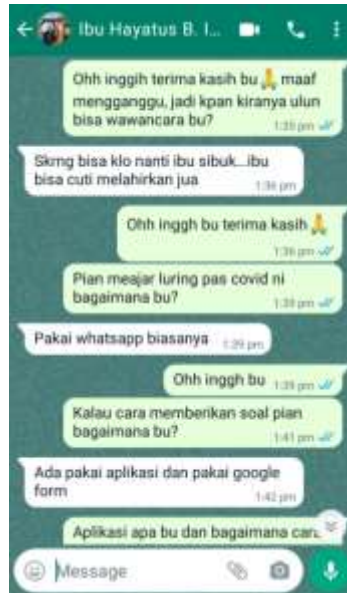 Ibu Hayatus B. I...
Ohh inggih terima kasih bu🙏 maaf
mengganggu, jadi kpan kiranya ulun
bisa wawancara bu?
1:35 pm
Skrng bisa klo nanti ibu sibuk...ibu
bisa cuti melahirkan jua
1:36 pm
Ohh inggh bu terima kasih🙏
1:36 pm
Pian meajar luring pas covid ni
bagaimana bu?
1:39 pm
Pakai whatsapp biasanya 1:39 pm
Ohh inggh bu 1:39 pm
Kalau cara memberikan soal pian
bagaimana bu?
1:41 pm
Ada pakai aplikasi dan pakai google
form
1:42 pm
Aplikasi apa bu dan bagaimana cara
Message